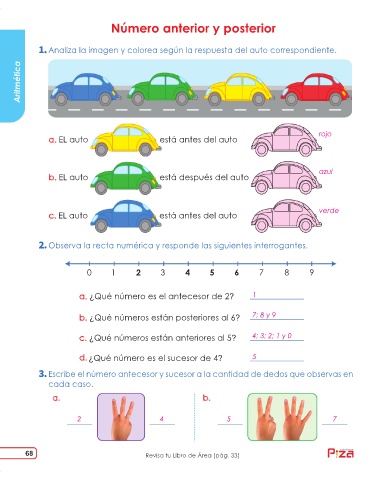 Número anterior y posterior
Aritmética
1. Analiza la imagen y colorea según la respuesta del auto correspondiente.
a. EL auto está antes del auto rojo
b. EL auto está después del auto azul
c. EL auto está antes del auto verde
2. Observa la recta numérica y responde las siguientes interrogantes.
0 1 2 3 4 5 6 7 8 9
a. ¿Qué número es el antecesor de 2? 1
b. ¿Qué números están posteriores al 6? 7; 8 y 9
c. ¿Qué números están anteriores al 5? 4; 3; 2; 1 y 0
d. ¿Qué número es el sucesor de 4? 5
3. Escribe el número antecesor y sucesor a la cantidad de dedos que observas en
cada caso.
a. b.
2 4 5 7
68 Revisa tu Libro de Área (pág. 33) Piza